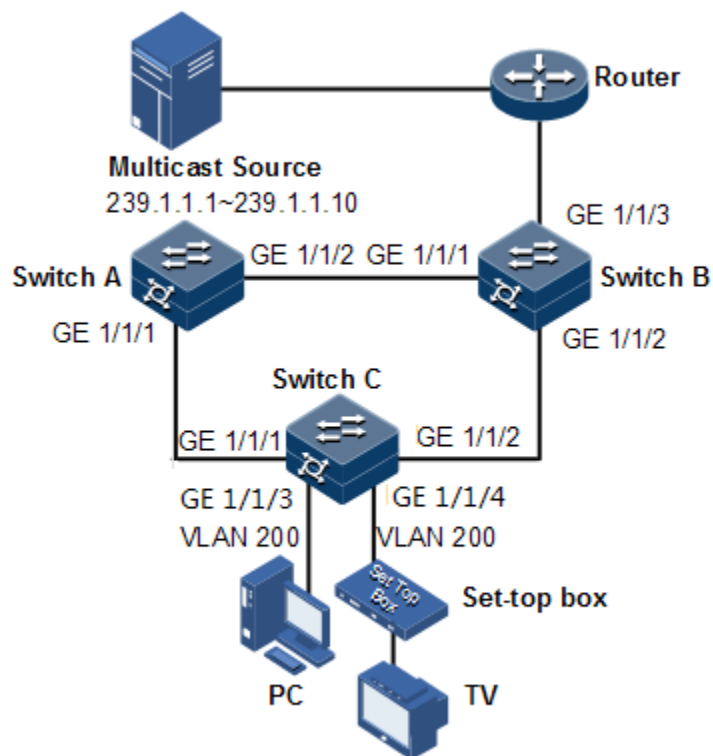 Router
Multicast Source
239.1.1.1~239.1.1.10
GE 1/1/3
Switch A
GE 1/1/2
GE 1/1/1
Switch B
GE 1/1/1
GE 1/1/2
Switch C
GE 1/1/1
GE 1/1/2
GE 1/1/3
GE 1/1/4
VLAN 200
VLAN 200
Set Top
Box
Set-top box
PC
TV